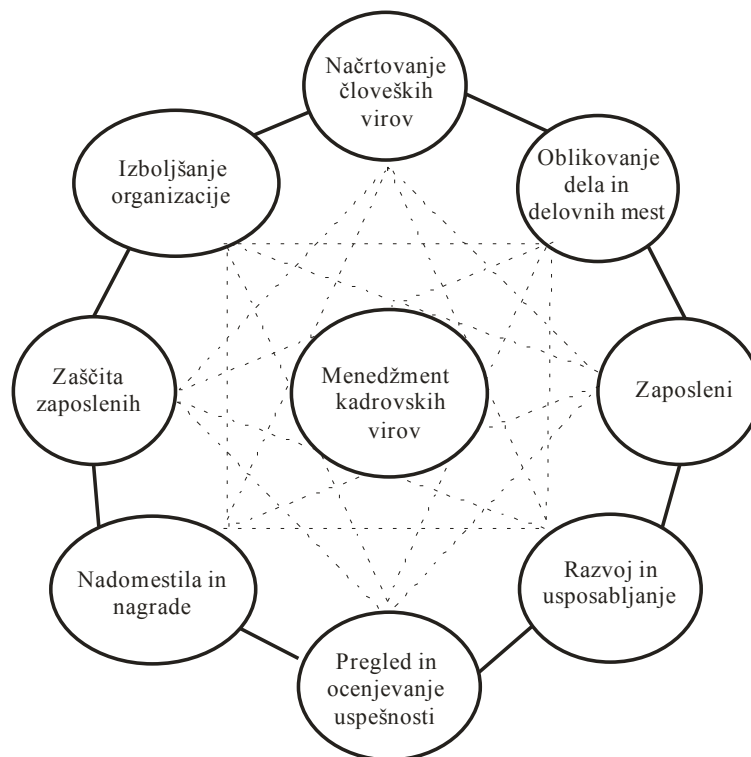 Načrtovanje
človeških
virov
Oblikovanje
dela in
delovnih mest
Zaposleni
Razvoj in
usposabljanje
Pregled in
ocenjevanje
uspešnosti
Nadomestila in
nagrade
Zaščita
zaposlenih
Izboljšanje
organizacije
Menedžment
kadrovskih
virov